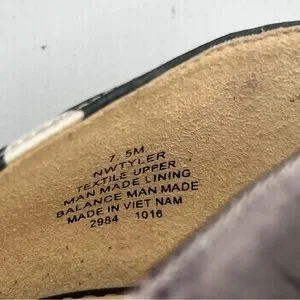 7.5M
NWTYLER
TEXTILE UPPER
MAN MADE LINING
BALANCE MAN MADE
MADE IN VIET NAM
2984 1016